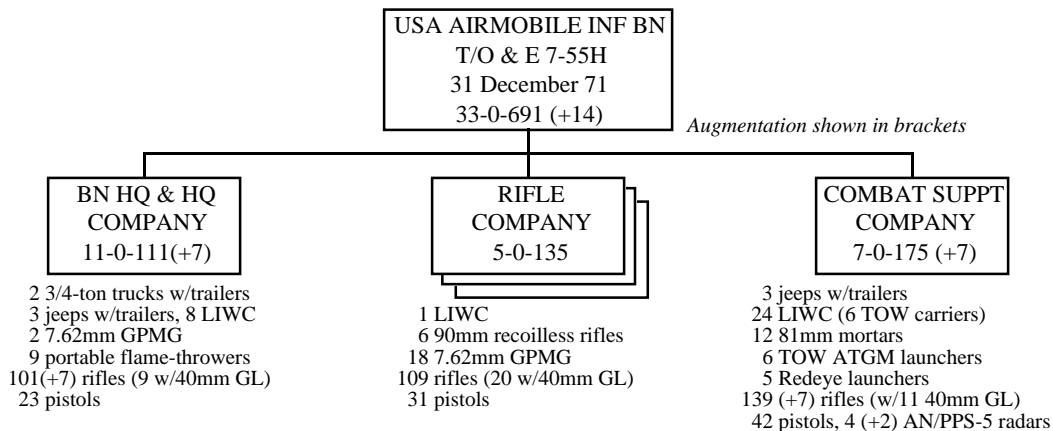 USA AIRMOBILE INF BN
T/O & E 7-55H
31 December 71
33-0-691 (+14)
Augmentation shown in brackets
BN HQ & HQ
COMPANY
11-0-111(+7)
2 3/4-ton trucks w/trailers
3 jeeps w/trailers, 8 LIWC
2 7.62mm GPMG
9 portable flame-throwers
101(+7) rifles (9 w/40mm GL)
23 pistols
RIFLE
COMPANY
5-0-135
1 LIWC
6 90mm recoilless rifles
18 7.62mm GPMG
109 rifles (20 w/40mm GL)
31 pistols
COMBAT SUPPT
COMPANY
7-0-175 (+7)
3 jeeps w/trailers
24 LIWC (6 TOW carriers)
12 81mm mortars
6 TOW ATGM launchers
5 Redeye launchers
139 (+7) rifles (w/11 40mm GL)
42 pistols, 4 (+2) AN/PPS-5 radars